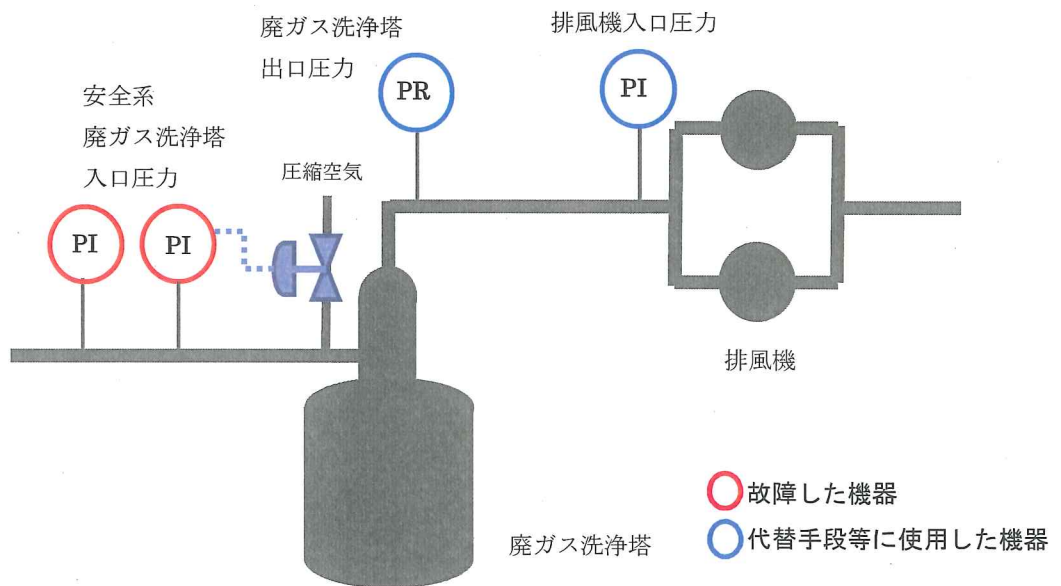 廃ガス洗浄塔
出口圧力
排風機入口圧力
安全系
廃ガス洗浄塔
入口圧力
圧縮空気
PR
PI
PI
PI
排風機
廃ガス洗浄塔
故障した機器
代替手段等に使用した機器